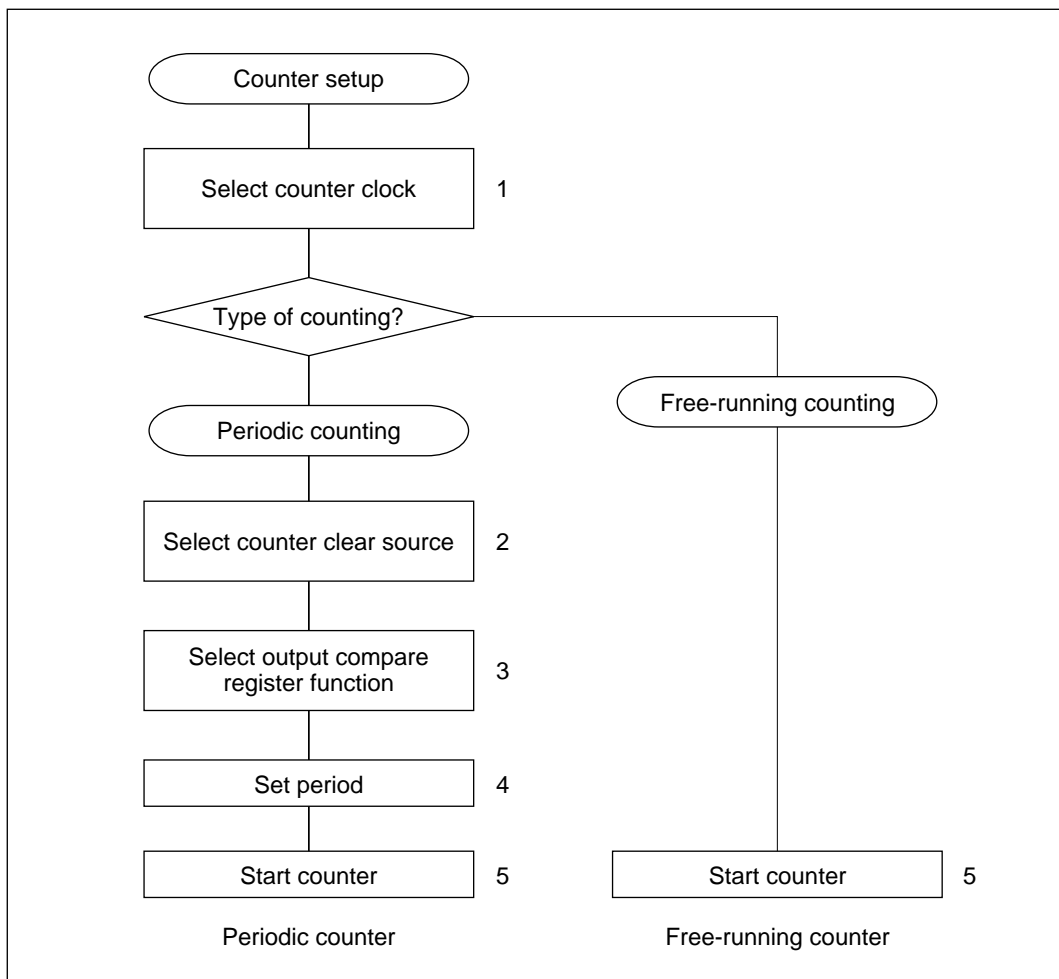 Counter setup
Select counter clock
1
Type of counting?
Free-running counting
Periodic counting
Select counter clear source
2
Select output compare
register function
3
Set period
4
Start counter
5
Start counter
5
Periodic counter
Free-running counter